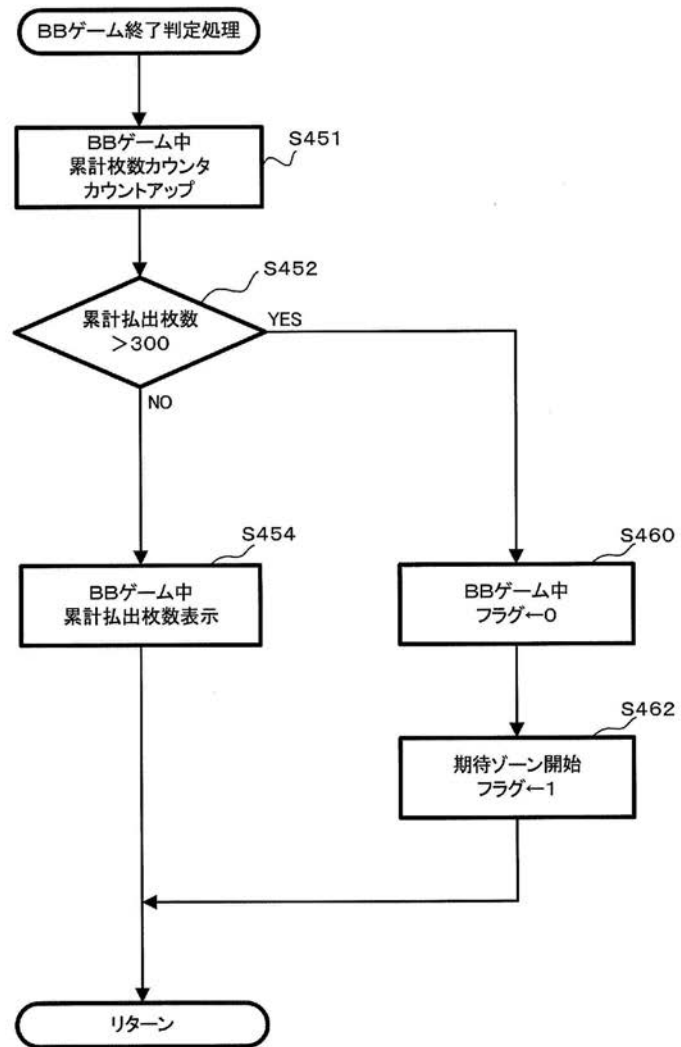 BBゲーム終了判定処理
S451
BBゲーム中
累計枚数カウンタ
カウントアップ
S452
累計払出枚数
>300
YES
NO
S454
BBゲーム中
累計払出枚数表示
S460
BBゲーム中
フラグ←0
S462
期待ゾーン開始
フラグ←1
リターン